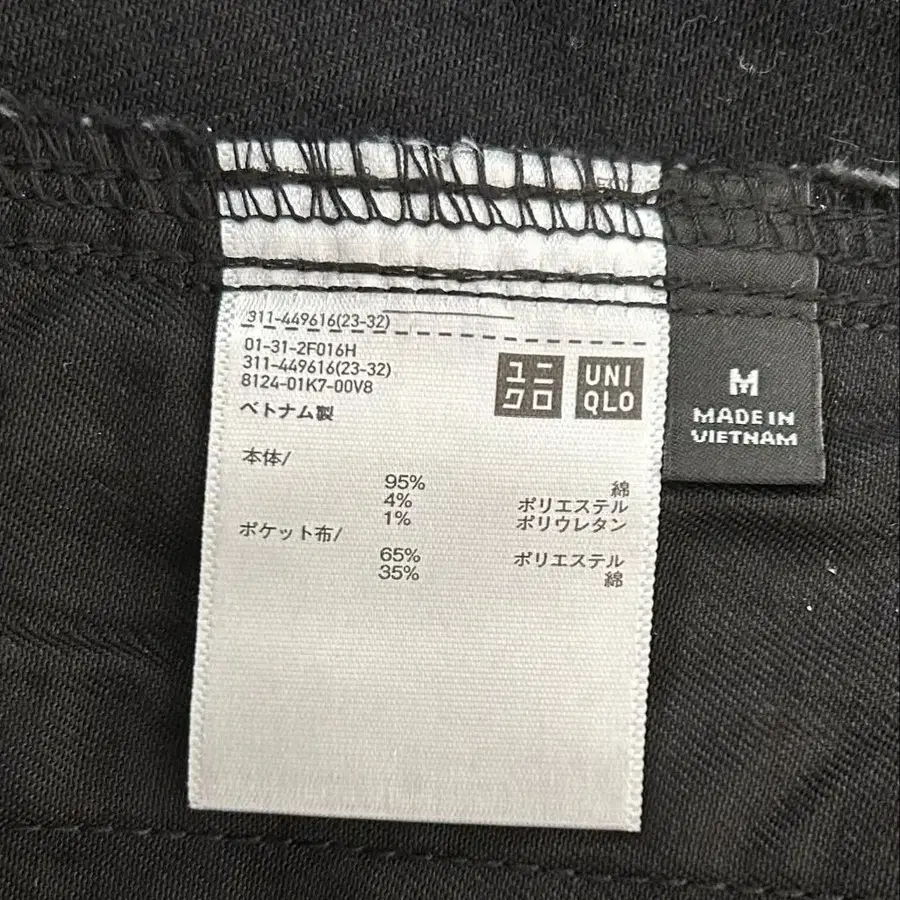 311-449616(23-32)
01-31-2F016H
311-449616(23-32)
8124-01K7-00V8
ベトナム製
ユニ
クロ
UNI
QLO
本体/
95% 綿
4% ポリエステル
1% ポリウレタン
ポケット布/
65% ポリエステル
35% 綿
M
MADE IN
VIETNAM